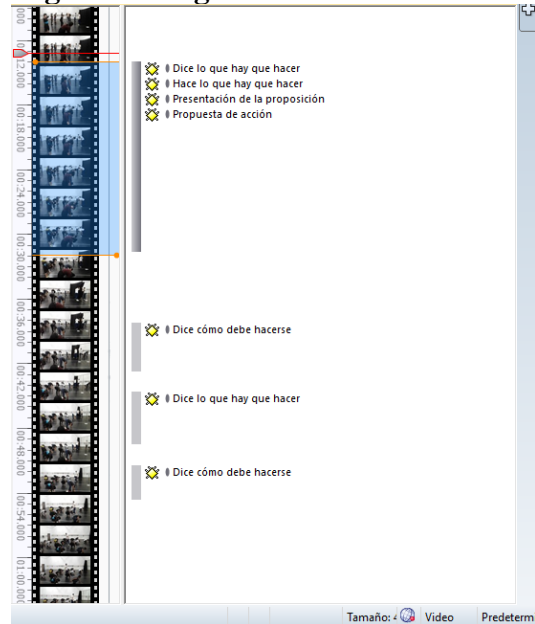 000
00:12.000
Dice lo que hay que hacer
Hace lo que hay que hacer
Presentación de la proposición
Propuesta de acción
00:18.000
00:24.000
00:30.000
00:36.000
Dice cómo debe hacerse
00:42.000
Dice lo que hay que hacer
00:48.000
Dice cómo debe hacerse
00:54.000
01:00.000
Tamaño: Video Predeterm